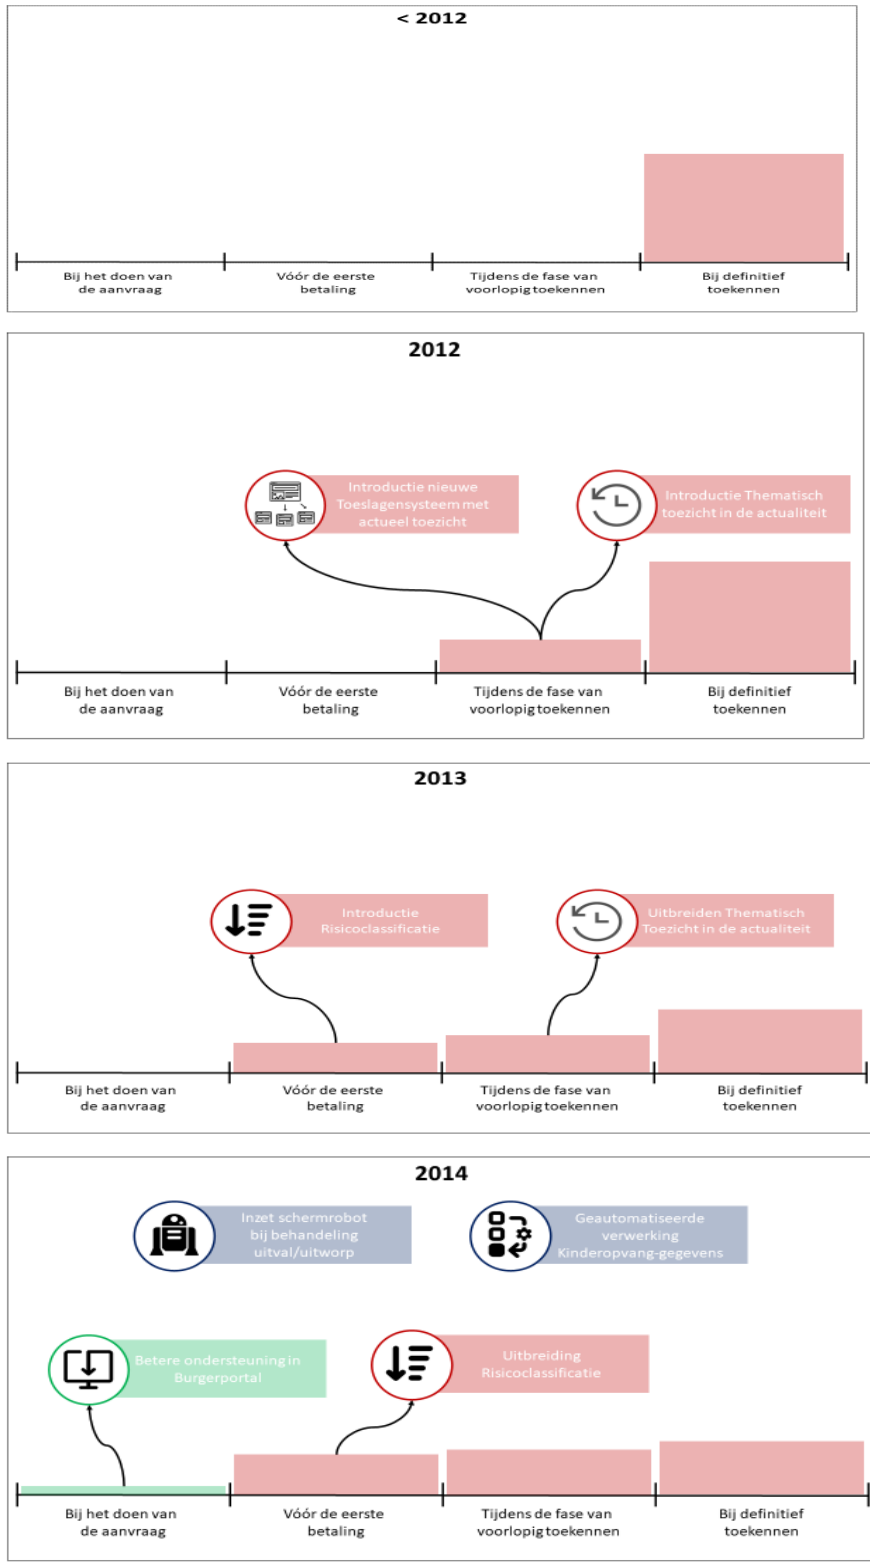 < 2012
Bij het doen van
de aanvraag
Vóór de eerste
betaling
Tijdens de fase van
voorlopig toekennen
Bij definitief
toekennen
2012
Introductie nieuwe
Toeslagensysteem met
actueel toezicht
Introductie Thematisch
toezicht in de actualiteit
Bij het doen van
de aanvraag
Vóór de eerste
betaling
Tijdens de fase van
voorlopig toekennen
Bij definitief
toekennen
2013
Introductie
Risicoclassificatie
Uitbreiden Thematisch
Toezicht in de actualiteit
Bij het doen van
de aanvraag
Vóór de eerste
betaling
Tijdens de fase van
voorlopig toekennen
Bij definitief
toekennen
2014
Inzet schermrobot
bij behandeling
uitval/uitworp
Geautomatiseerde
verwerking
Kinderopvang-gegevens
Betere ondersteuning in
Burgerportal
Uitbreiding
Risicoclassificatie
Bij het doen van
de aanvraag
Vóór de eerste
betaling
Tijdens de fase van
voorlopig toekennen
Bij definitief
toekennen